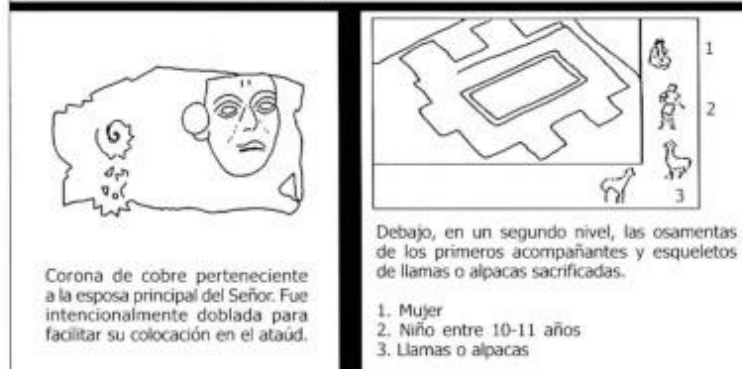 Corona de cobre perteneciente
a la esposa principal del Señor. Fue
intencionalmente doblada para
facilitar su colocación en el ataúd.
1
2
3
Debajo, en un segundo nivel, las osamentas
de los primeros acompañantes y esqueletos
de llamas o alpacas sacrificadas.
1. Mujer
2. Niño entre 10-11 años
3. Llamas o alpacas